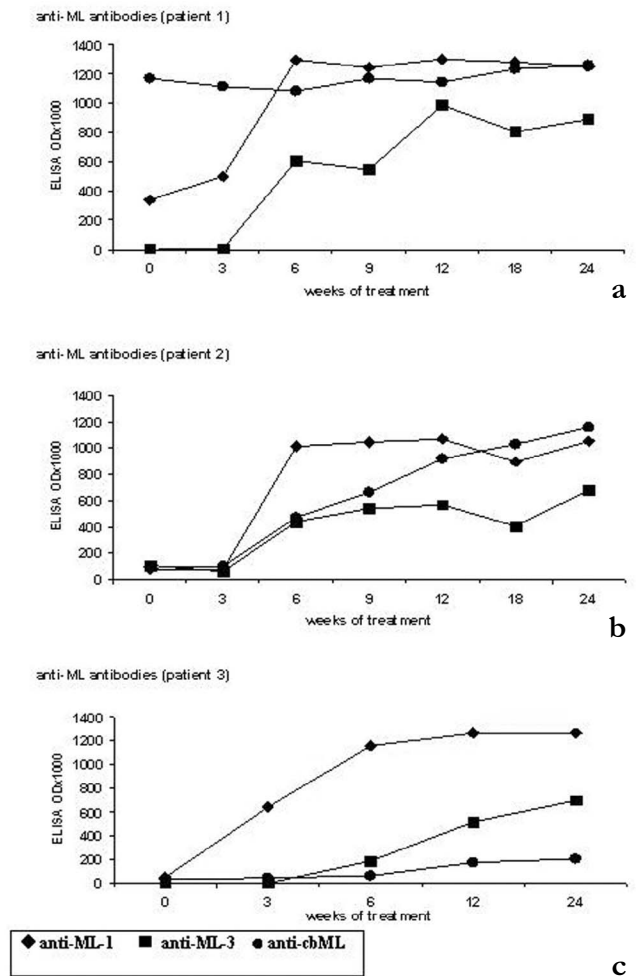 anti-ML antibodies (patient 1)
ELISA ODx1000
1400
1200
1000
800
600
400
200
0
0 3 6 9 12 18 24
weeks of treatment
a
anti-ML antibodies (patient 2)
ELISA ODx1000
1400
1200
1000
800
600
400
200
0
0 3 6 9 12 18 24
weeks of treatment
b
anti-ML antibodies (patient 3)
ELISA ODx1000
1400
1200
1000
800
600
400
200
0
0 3 6 12 24
weeks of treatment
anti-ML-1 anti-ML-3 anti-cbML
c